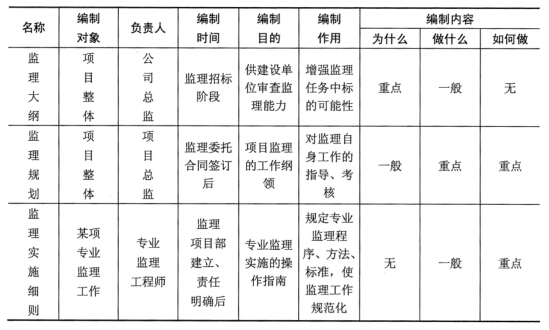 名称
编制
对象
负责人
编制
时间
编制
目的
编制
作用
编制内容
为什么
做什么
如何做
监理大纲
项目整体
公司总监
监理招标
阶段
供建设单
位审查监
理能力
增强监理
任务中标
的可能性
重点
一般
无
监理规划
项目整体
项目总监
监理委托
合同签订
后
项目监理
的工作纲
领
对监理自
身工作的
指导、考
核
一般
重点
重点
监理实施细则
某项
专业
监理
工作
专业
监理
工程师
监理
项目部
建立、
责任
明确后
专业监理
实施的操
作指南
规定专业
监理程
序、方法、
标准，使
监理工作
规范化
无
一般
重点